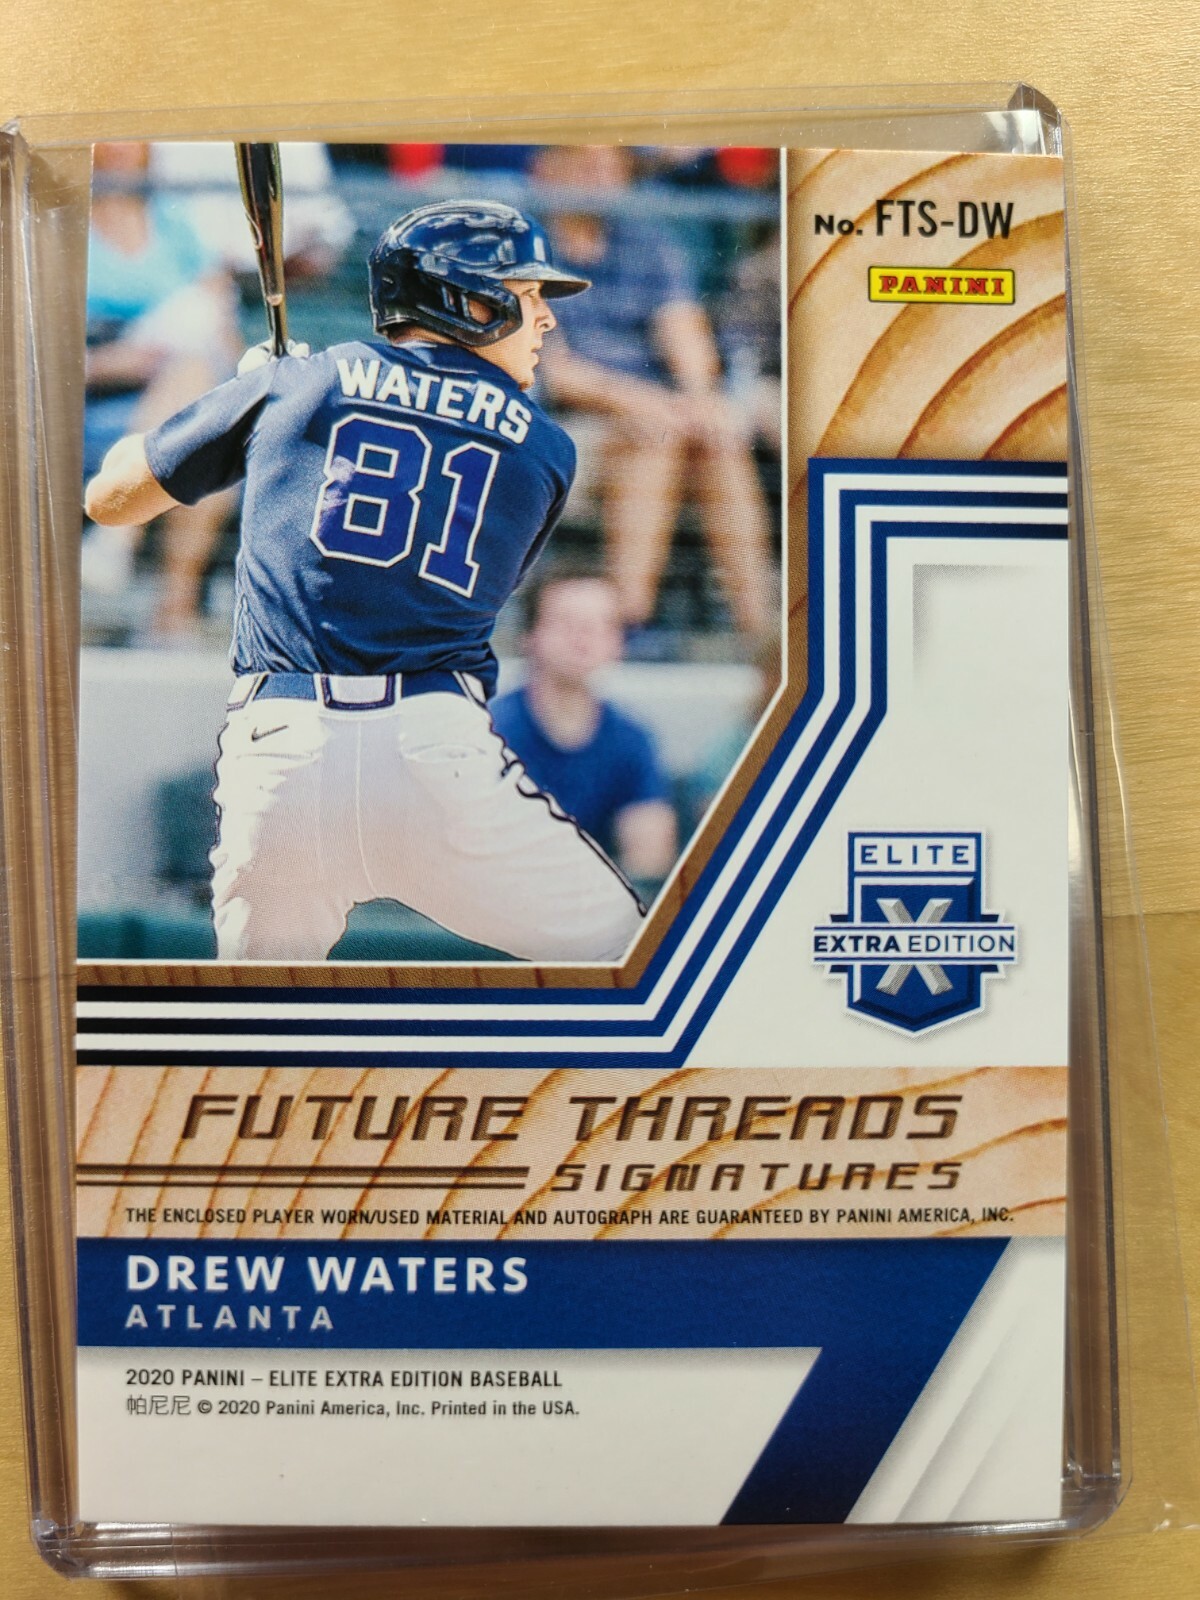 No. FTS-DW
PANINI
WATERS
81
ELITE
X
EXTRA EDITION
FUTURE THREADS
SIGNATURES
THE ENCLOSED PLAYER WORN/USED MATERIAL AND AUTOGRAPH ARE GUARANTEED BY PANINI AMERICA, INC.
DREW WATERS
ATLANTA
2020 PANINI – ELITE EXTRA EDITION BASEBALL
帕尼尼 © 2020 Panini America, Inc. Printed in the USA.